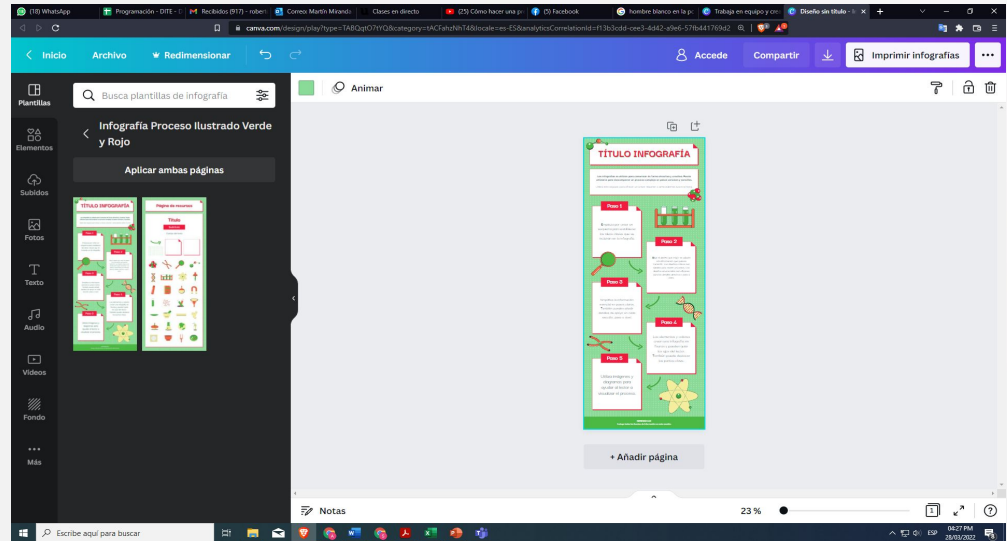 (18) WhatsApp
Programación - DITE - D
Recibidos (917) - robert
Correo: Martín Miranda
Clases en directo
(25) Cómo hacer una p
(5) Facebook
hombre blanco en la p
Trabaja en equipo y cre
Diseño sin título - I
canva.com/design/play?type=TABQqtO7tYQ&category=tACFahzNhT4&locale=es-ES&analyticsCorrelationId=f13b3cdd-cee3-4d42-a9e6-57fb441769d2
Inicio
Archivo
Redimensionar
Accede
Compartir
Imprimir infografías
Plantillas
Elementos
Subidos
Fotos
Texto
Audio
Vídeos
Fondo
Más
Busca plantillas de infografía
Infografía Proceso Ilustrado Verde
y Rojo
Aplicar ambas páginas
TÍTULO INFOGRAFÍA
Página de recursos
Título
Animar
TÍTULO INFOGRAFÍA
Paso 1
Paso 2
Paso 3
Paso 4
Paso 5
Utiliza imágenes y
diagramas para
ayudar al lector a
visualizar el proceso.
+ Añadir página
Notas
23 %
1
Escribe aquí para buscar
ESP
04:27 PM
28/03/2022